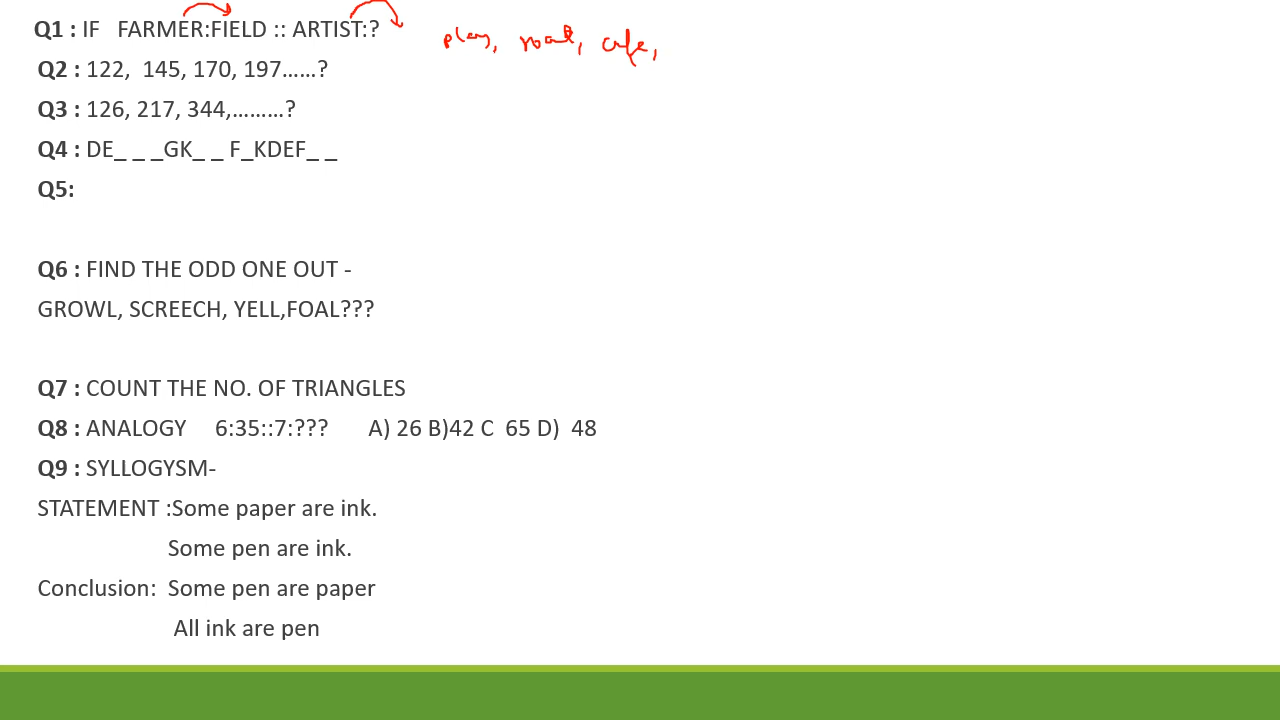 Q1 : IF FARMER:FIELD :: ARTIST:?
Q2 : 122, 145, 170, 197......?
Q3 : 126, 217, 344,.........?
Q4 : DE_ _ _GK_ _ F_KDEF_ _
Q5:
Q6 : FIND THE ODD ONE OUT -
GROWL, SCREECH, YELL,FOAL???
Q7 : COUNT THE NO. OF TRIANGLES
Q8 : ANALOGY 6:35::7:??? A) 26 B)42 C 65 D) 48
Q9 : SYLLOGYSM-
STATEMENT :Some paper are ink.
Some pen are ink.
Conclusion: Some pen are paper
All ink are pen